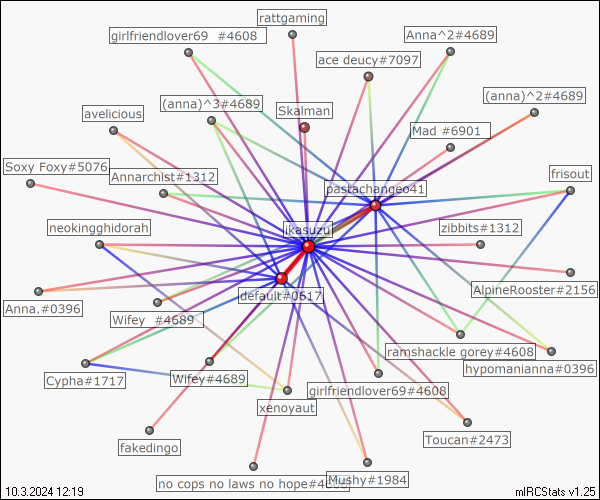 rattgaming
girlfriendlover69 #4608
Anna^2#4689
ace deucy#7097
(anna)^2#4689
(anna)^3#4689
avelicious
Skalman
Mad #6901
Soxy Foxy#5076
Annarchist#1312
frisout
pastachangeo41
neokingghidorah
ikasuzu
zibbits#1312
AlpineRooster#2156
default#0617
Anna.#0396
Wifey #4689
ramshackle gorey#4608
hypomanianna#0396
Cypha#1717
Wifey#4689
girlfriendlover69#4608
xenoyaut
Toucan#2473
fakedingo
no cops no laws no hope#4
Mushy#1984
10.3.2024 12:19
mIRCStats v1.25